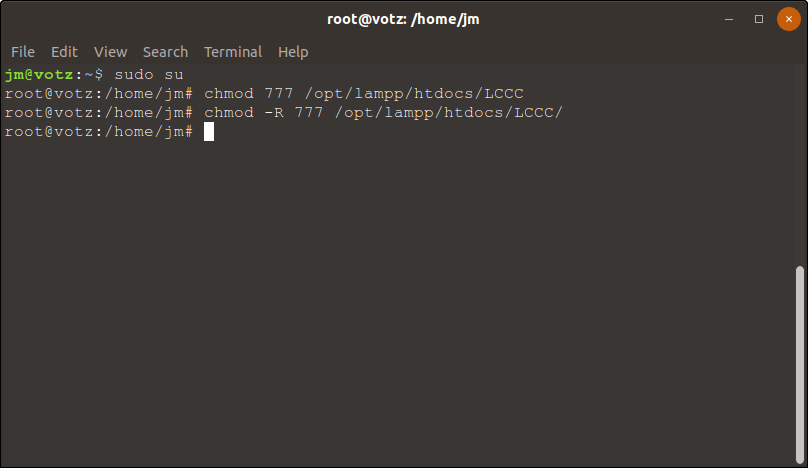 root@votz: /home/jm
File Edit View Search Terminal Help
jm@votz:~$ sudo su
root@votz:/home/jm# chmod 777 /opt/lampp/htdocs/LCCC
root@votz:/home/jm# chmod -R 777 /opt/lampp/htdocs/LCCC/
root@votz:/home/jm#